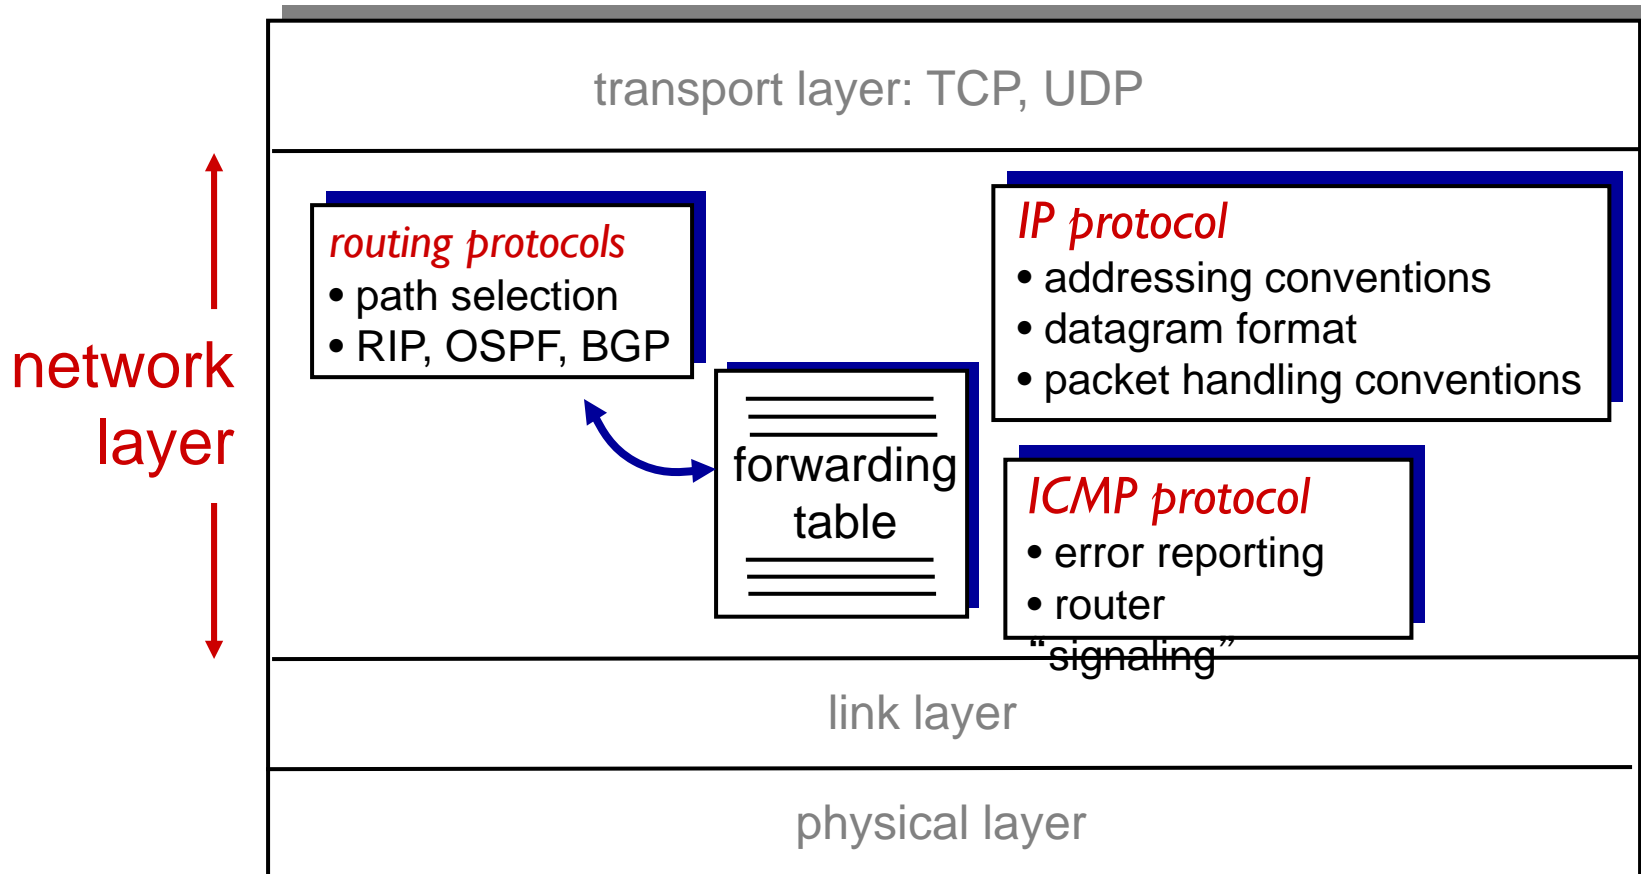 transport layer: TCP, UDP
network
layer
routing protocols
• path selection
• RIP, OSPF, BGP
forwarding
table
IP protocol
• addressing conventions
• datagram format
• packet handling conventions
ICMP protocol
• error reporting
• router
“signaling”
link layer
physical layer